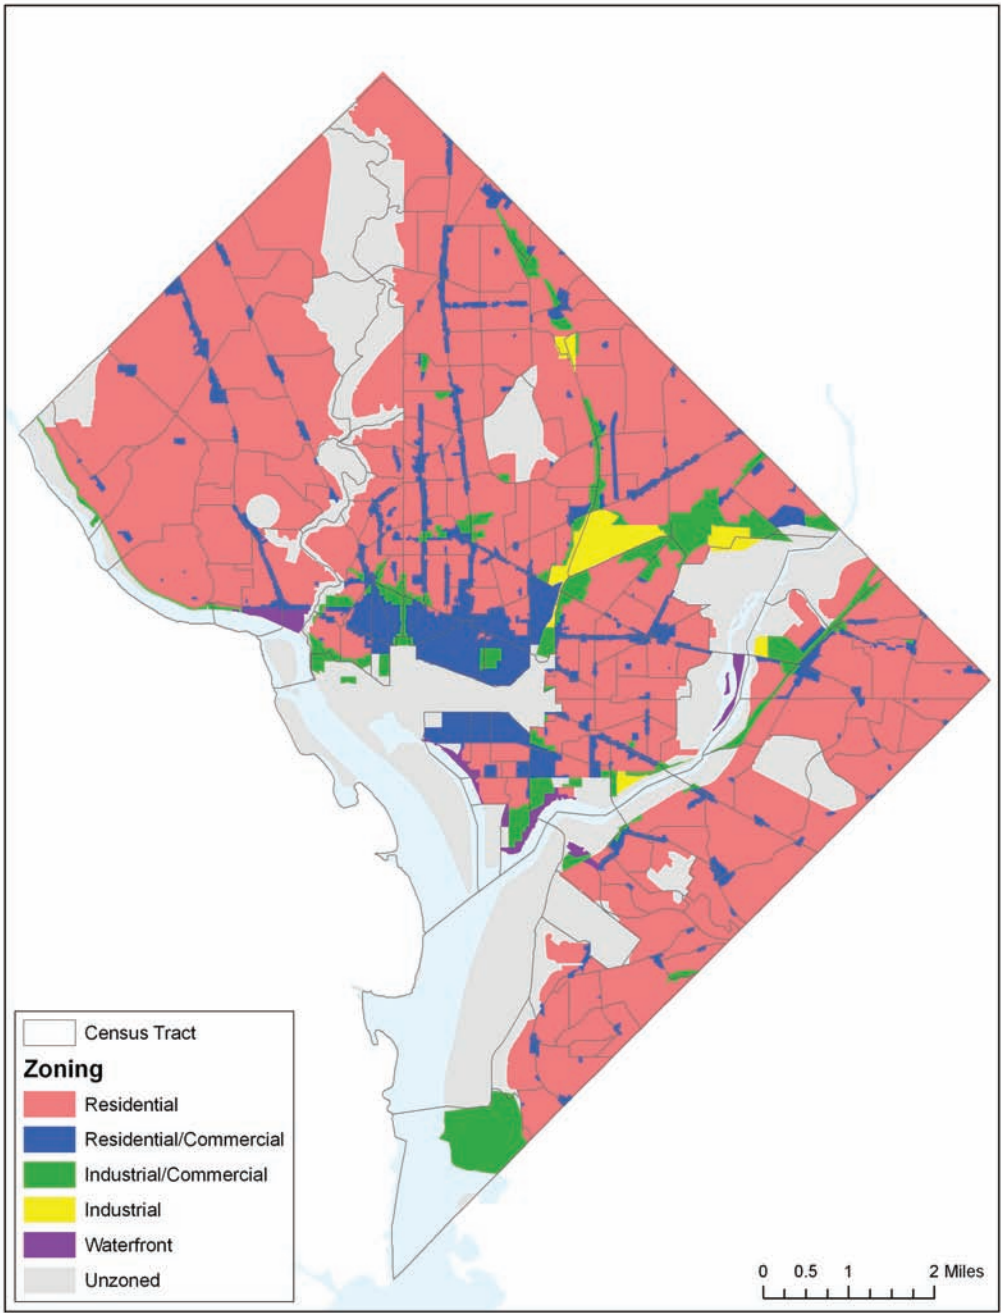 Census Tract
Zoning
Residential
Residential/Commercial
Industrial/Commercial
Industrial
Waterfront
Unzoned
0 0.5 1 2 Miles